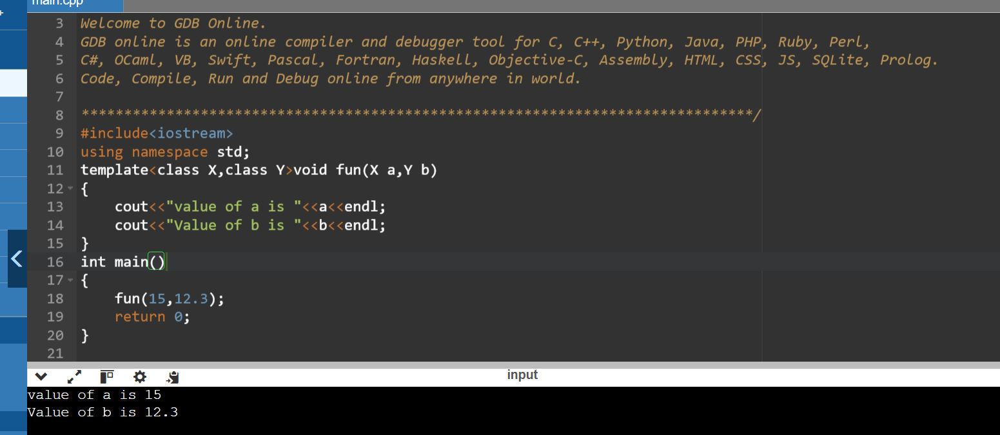 main.cpp
3 Welcome to GDB Online.
4 GDB online is an online compiler and debugger tool for C, C++, Python, Java, PHP, Ruby, Perl,
5 C#, OCaml, VB, Swift, Pascal, Fortran, Haskell, Objective-C, Assembly, HTML, CSS, JS, SQLite, Prolog.
6 Code, Compile, Run and Debug online from anywhere in world.
7
8 *******************************************************************************/
9 #include<iostream>
10 using namespace std;
11 template<class X,class Y>void fun(X a,Y b)
12 {
13     cout<<"value of a is "<<a<<endl;
14     cout<<"Value of b is "<<b<<endl;
15 }
16 int main()
17 {
18     fun(15,12.3);
19     return 0;
20 }
21
input
value of a is 15
Value of b is 12.3